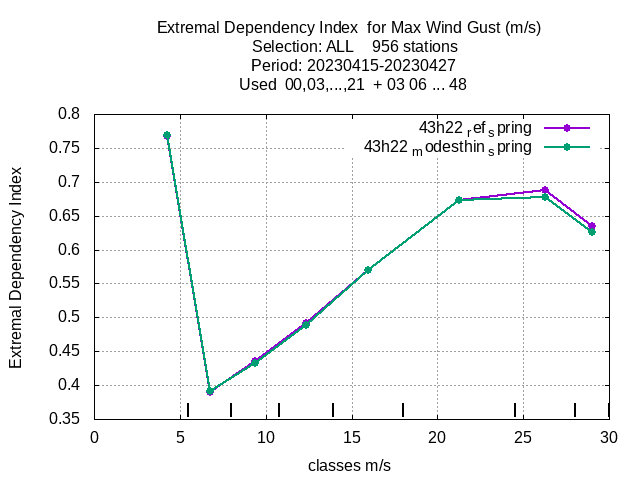 Extremal Dependency Index  for Max Wind Gust (m/s)
Selection: ALL    956 stations
Period: 20230415-20230427
Used  00,03,...,21  + 03 06 ... 48
43h22 ref spring
43h22 modesthin spring
Extremal Dependency Index
0.8
0.75
0.7
0.65
0.6
0.55
0.5
0.45
0.4
0.35
0 5 10 15 20 25 30
classes m/s